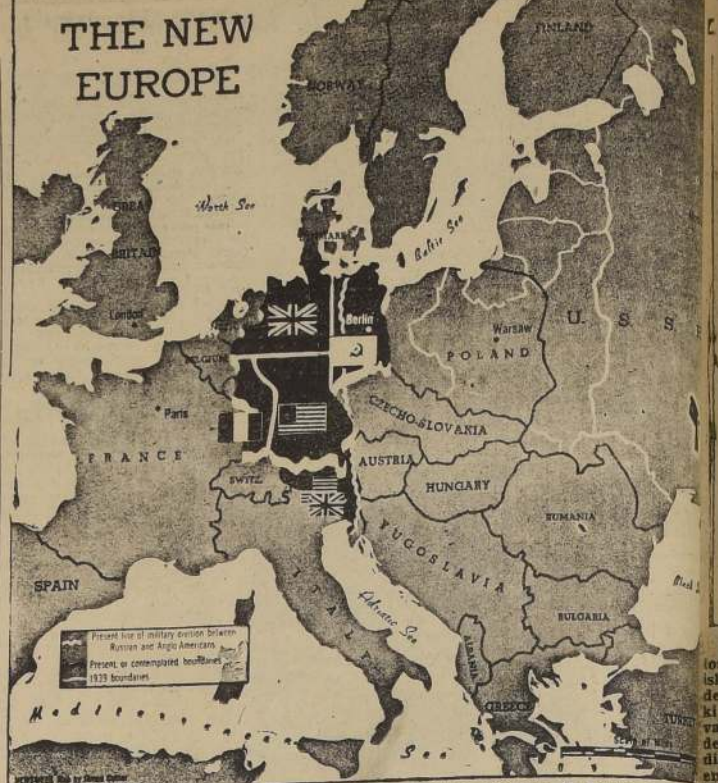 THE NEW
EUROPE
FINLAND
NORWAY
North Sea
Baltic Sea
BRITAIN
London
Berlin
Warsaw
POLAND
U. S. S.
BELGIUM
Paris
FRANCE
CZECHO-SLOVAKIA
AUSTRIA
SWITZ.
HUNGARY
RUMANIA
YUGOSLAVIA
SPAIN
ITALY
Adriatic Sea
BULGARIA
ALBANIA
GREECE
Present line of military division between
Russian and Anglo Americans
Present or contemplated boundaries
1939 boundaries
Mediterranean
Sea